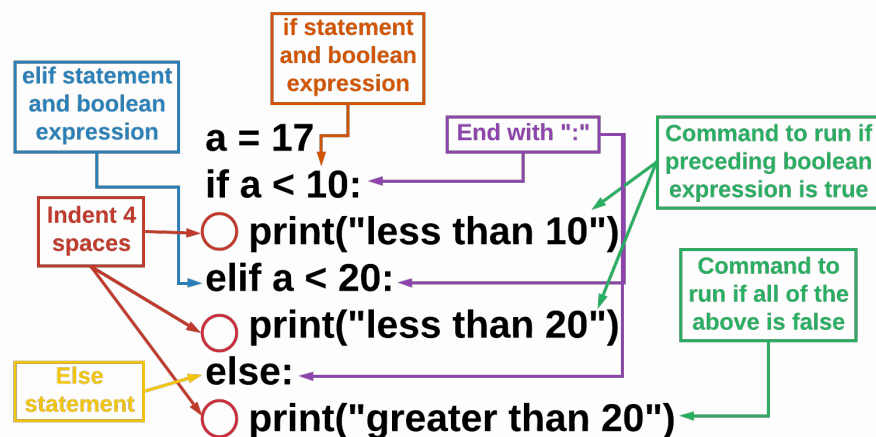 if statement
and boolean
expression
elif statement
and boolean
expression
a = 17
End with ":"
Command to run if
preceding boolean
expression is true
if a < 10:
Indent 4
spaces
print("less than 10")
elif a < 20:
Command to
run if all of the
above is false
print("less than 20")
else:
Else
statement
print("greater than 20")